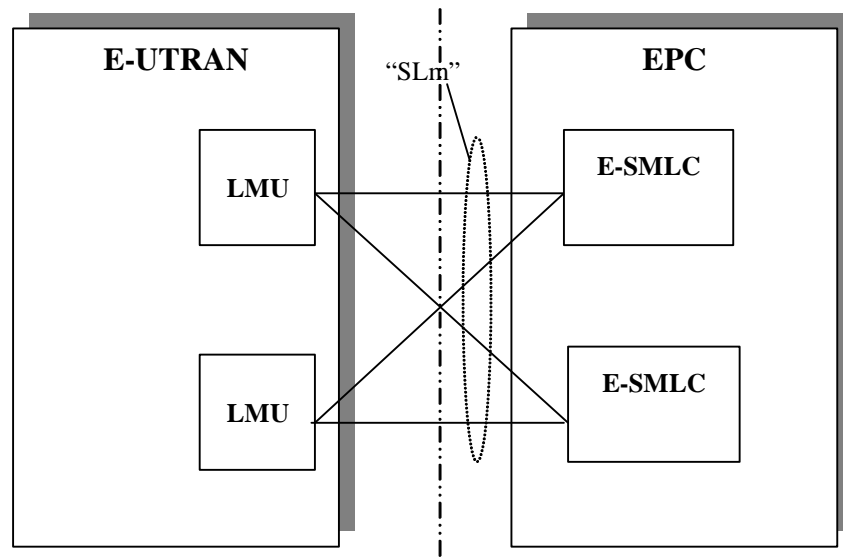 E-UTRAN
EPC
“SLm”
LMU
E-SMLC
LMU
E-SMLC